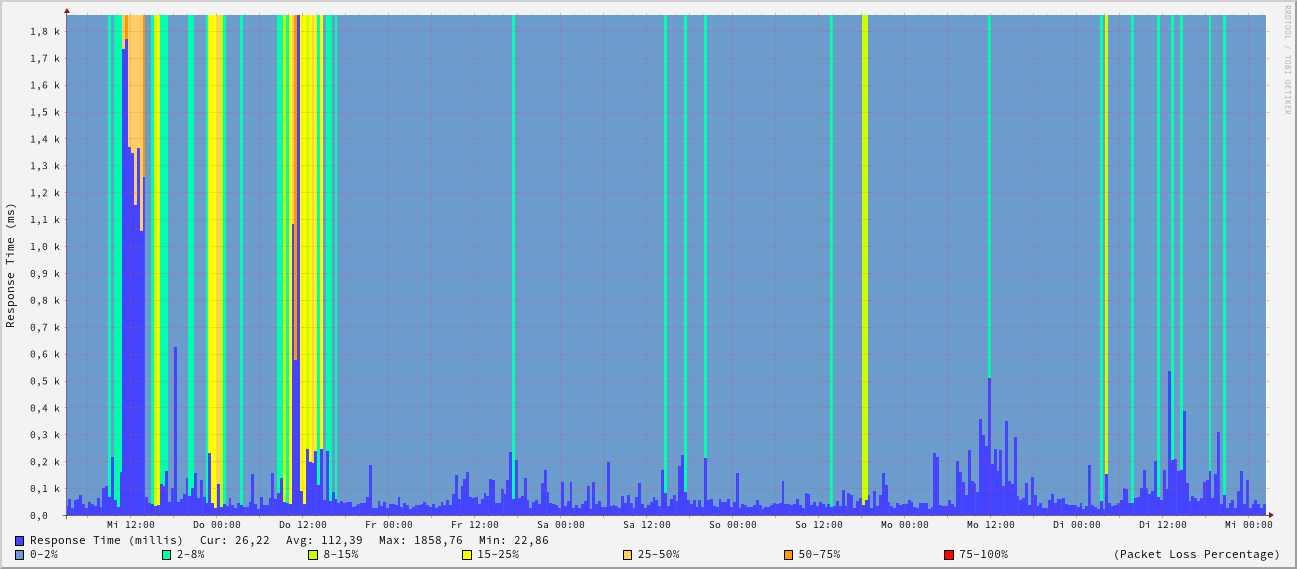 RRDTOOL / TOBI OETIKER
Response Time (ms)
1,8 k
1,7 k
1,6 k
1,5 k
1,4 k
1,3 k
1,2 k
1,1 k
1,0 k
0,9 k
0,8 k
0,7 k
0,6 k
0,5 k
0,4 k
0,3 k
0,2 k
0,1 k
0,0
Mi 12:00 Do 00:00 Do 12:00 Fr 00:00 Fr 12:00 Sa 00:00 Sa 12:00 So 00:00 So 12:00 Mo 00:00 Mo 12:00 Di 00:00 Di 12:00 Mi 00:00
Response Time (millis) Cur: 26,22 Avg: 112,39 Max: 1858,76 Min: 22,86
0-2% 2-8% 8-15% 15-25% 25-50% 50-75% 75-100% (Packet Loss Percentage)